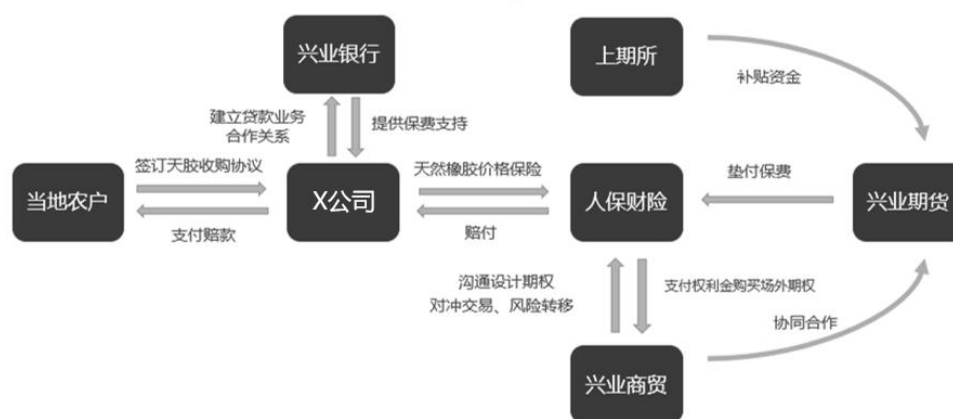 兴业银行
上期所
补贴资金
建立贷款业务
合作关系
提供保费支持
签订天胶收购协议
天然橡胶价格保险
垫付保费
当地农户
X公司
人保财险
兴业期货
支付赔款
赔付
沟通设计期权
对冲交易、风险转移
支付权利金购买场外期权
协同合作
兴业商贸